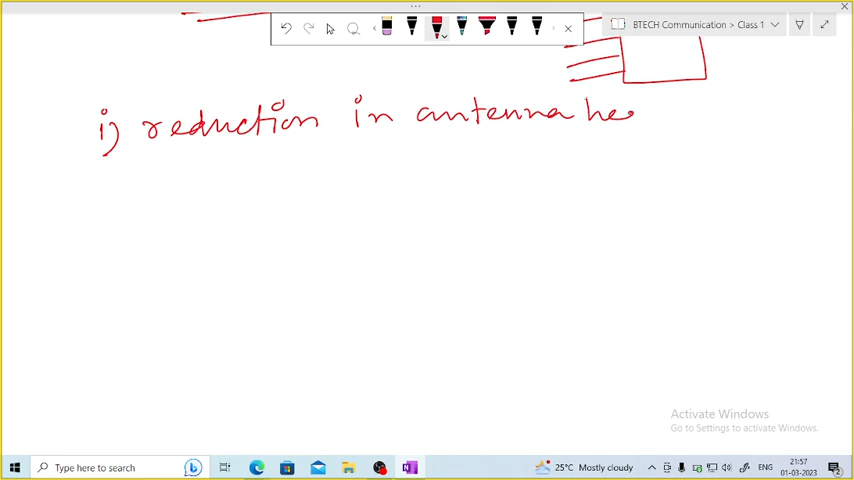 BTECH Communication > Class 1
i) reduction in antenna he
Activate Windows
Go to Settings to activate Windows.
Type here to search
25°C Mostly cloudy
ENG
21:57
01-03-2023
2